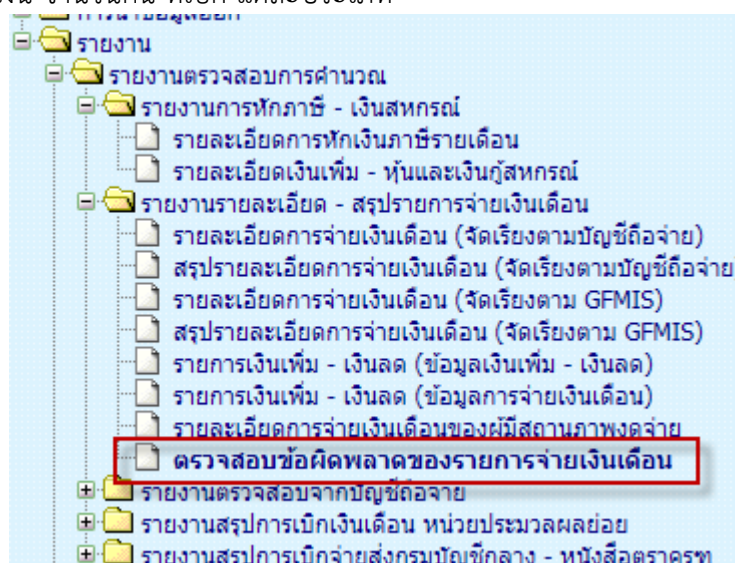 รายงาน
รายงานตรวจสอบการคำนวณ
รายงานการหักภาษี - เงินสหกรณ์
รายละเอียดการหักเงินภาษีรายเดือน
รายละเอียดเงินเพิ่ม - หุ้นและเงินกู้สหกรณ์
รายงานรายละเอียด - สรุปรายการจ่ายเงินเดือน
รายละเอียดการจ่ายเงินเดือน (จัดเรียงตามบัญชีถือจ่าย)
สรุปรายละเอียดการจ่ายเงินเดือน (จัดเรียงตามบัญชีถือจ่าย
รายละเอียดการจ่ายเงินเดือน (จัดเรียงตาม GFMIS)
สรุปรายละเอียดการจ่ายเงินเดือน (จัดเรียงตาม GFMIS)
รายการเงินเพิ่ม - เงินลด (ข้อมูลเงินเพิ่ม - เงินลด)
รายการเงินเพิ่ม - เงินลด (ข้อมูลการจ่ายเงินเดือน)
รายละเอียดการจ่ายเงินเดือนของผู้มีสถานภาพงดจ่าย
ตรวจสอบข้อผิดพลาดของรายการจ่ายเงินเดือน
รายงานตรวจสอบจากบัญชีถือจ่าย
รายงานสรุปการเบิกเงินเดือน หน่วยประมวลผลย่อย
รายงานสรุปการเบิกจ่ายส่งกรมบัญชีกลาง - หนังสือตราครุฑ